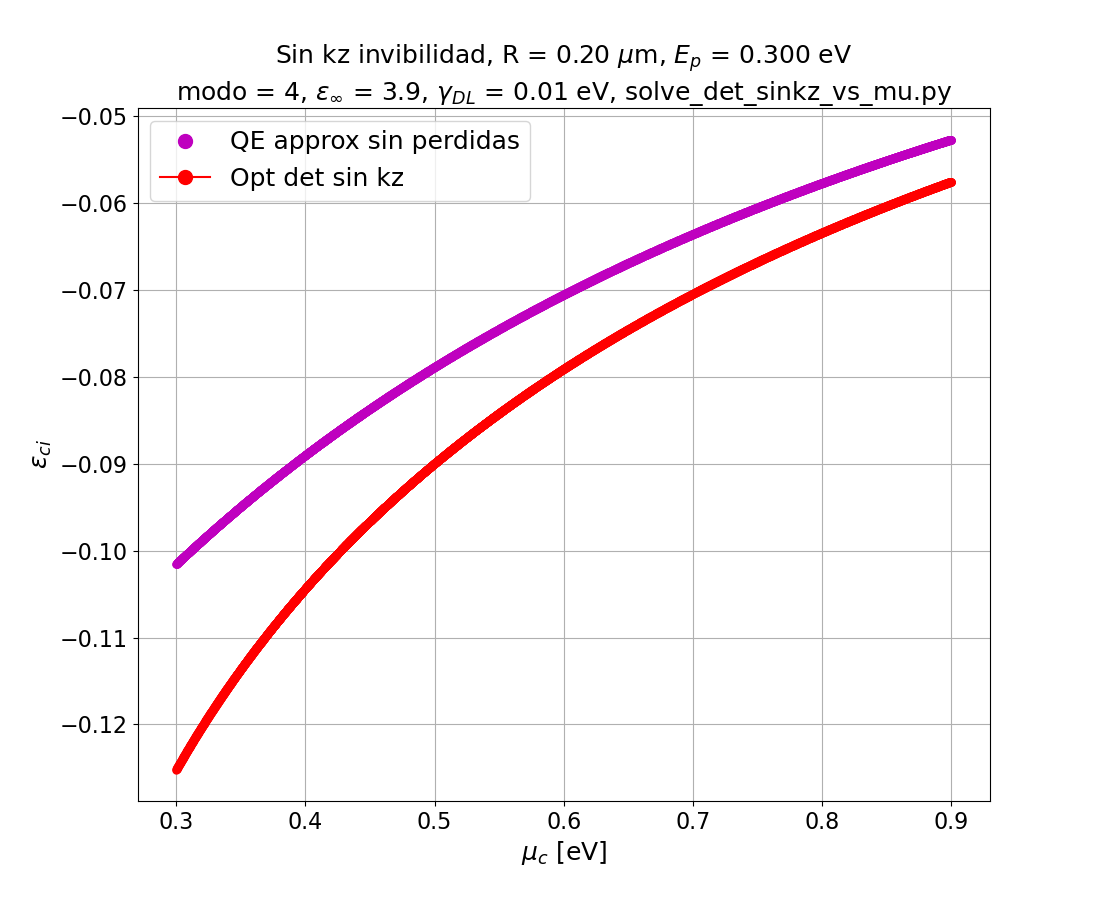 Sin kz invibilidad, R = 0.20 μm, E_p = 0.300 eV
modo = 4, ε_∞ = 3.9, γ_DL = 0.01 eV, solve_det_sinkz_vs_mu.py
QE approx sin perdidas
Opt det sin kz
−0.05
−0.06
−0.07
−0.08
−0.09
−0.10
−0.11
−0.12
ε_ci
0.3 0.4 0.5 0.6 0.7 0.8 0.9
μ_c [eV]